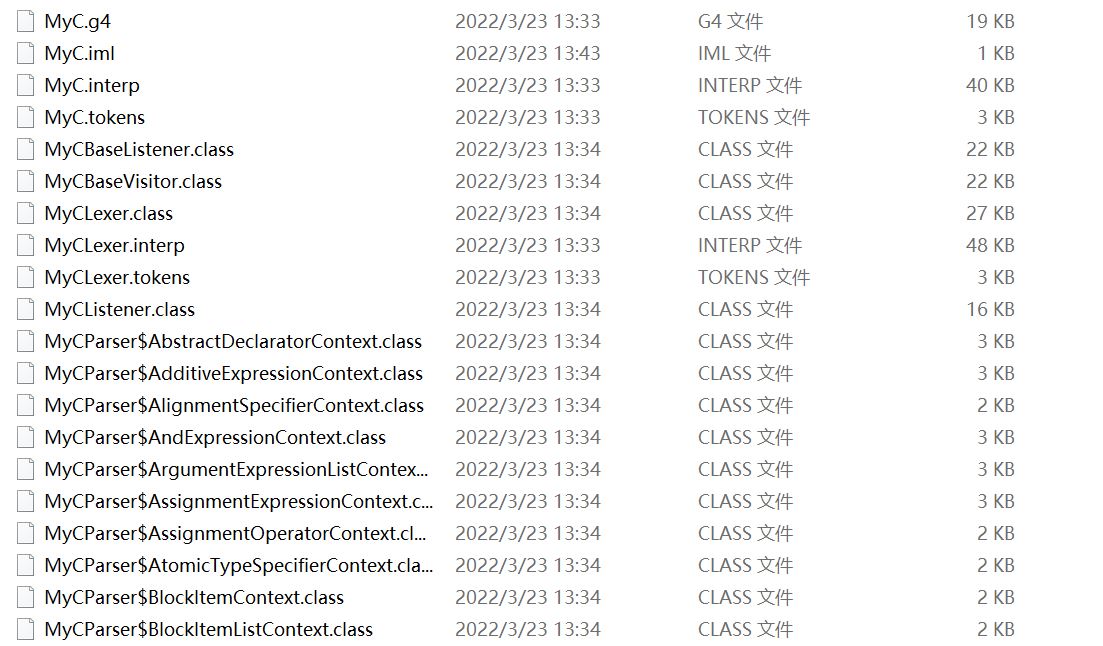 MyC.g4 2022/3/23 13:33 G4 文件 19 KB
MyC.iml 2022/3/23 13:43 IML 文件 1 KB
MyC.interp 2022/3/23 13:33 INTERP 文件 40 KB
MyC.tokens 2022/3/23 13:33 TOKENS 文件 3 KB
MyCBaseListener.class 2022/3/23 13:34 CLASS 文件 22 KB
MyCBaseVisitor.class 2022/3/23 13:34 CLASS 文件 22 KB
MyCLexer.class 2022/3/23 13:34 CLASS 文件 27 KB
MyCLexer.interp 2022/3/23 13:33 INTERP 文件 48 KB
MyCLexer.tokens 2022/3/23 13:33 TOKENS 文件 3 KB
MyCListener.class 2022/3/23 13:34 CLASS 文件 16 KB
MyCParser$AbstractDeclaratorContext.class 2022/3/23 13:34 CLASS 文件 3 KB
MyCParser$AdditiveExpressionContext.class 2022/3/23 13:34 CLASS 文件 3 KB
MyCParser$AlignmentSpecifierContext.class 2022/3/23 13:34 CLASS 文件 2 KB
MyCParser$AndExpressionContext.class 2022/3/23 13:34 CLASS 文件 3 KB
MyCParser$ArgumentExpressionListContex... 2022/3/23 13:34 CLASS 文件 3 KB
MyCParser$AssignmentExpressionContext.c... 2022/3/23 13:34 CLASS 文件 3 KB
MyCParser$AssignmentOperatorContext.cl... 2022/3/23 13:34 CLASS 文件 2 KB
MyCParser$AtomicTypeSpecifierContext.cla... 2022/3/23 13:34 CLASS 文件 2 KB
MyCParser$BlockItemContext.class 2022/3/23 13:34 CLASS 文件 2 KB
MyCParser$BlockItemListContext.class 2022/3/23 13:34 CLASS 文件 2 KB